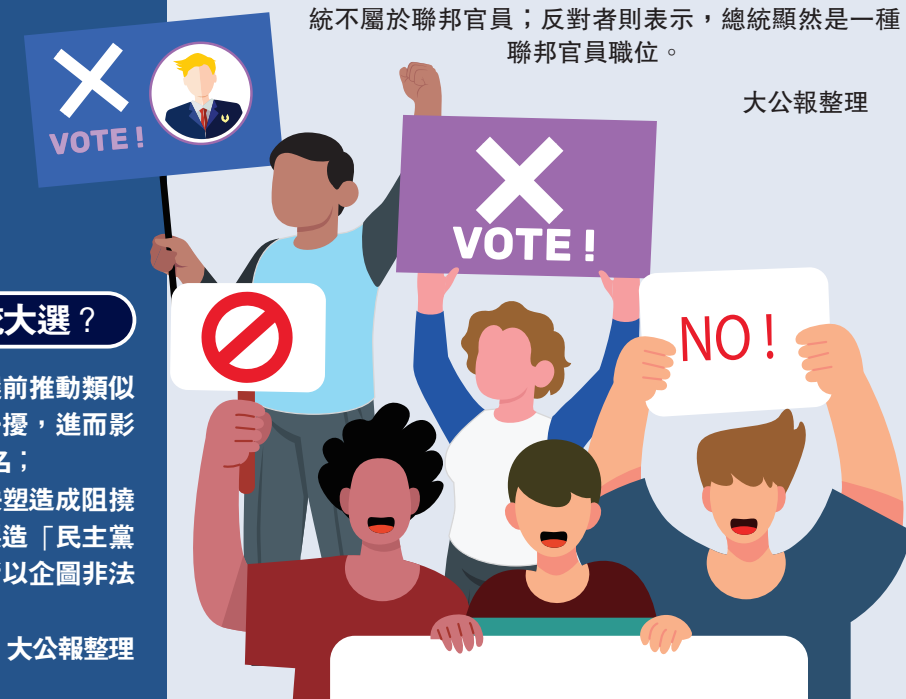 統不屬於聯邦官員；反對者則表示，總統顯然是一種
聯邦官員職位。
大公報整理
VOTE !
VOTE !
NO !
大選？
前推動類似
擾，進而影
名；
塑造成阻撓
造「民主黨
以企圖非法
大公報整理